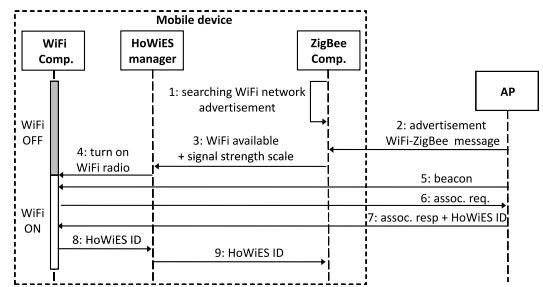 Mobile device
WiFi
Comp.
HoWiES
manager
ZigBee
Comp.
AP
1: searching WiFi network
advertisement
WiFi
OFF
2: advertisement
WiFi-ZigBee message
3: WiFi available
+ signal strength scale
4: turn on
WiFi radio
5: beacon
6: assoc. req.
WiFi
ON
7: assoc. resp + HoWiES ID
8: HoWiES ID
9: HoWiES ID